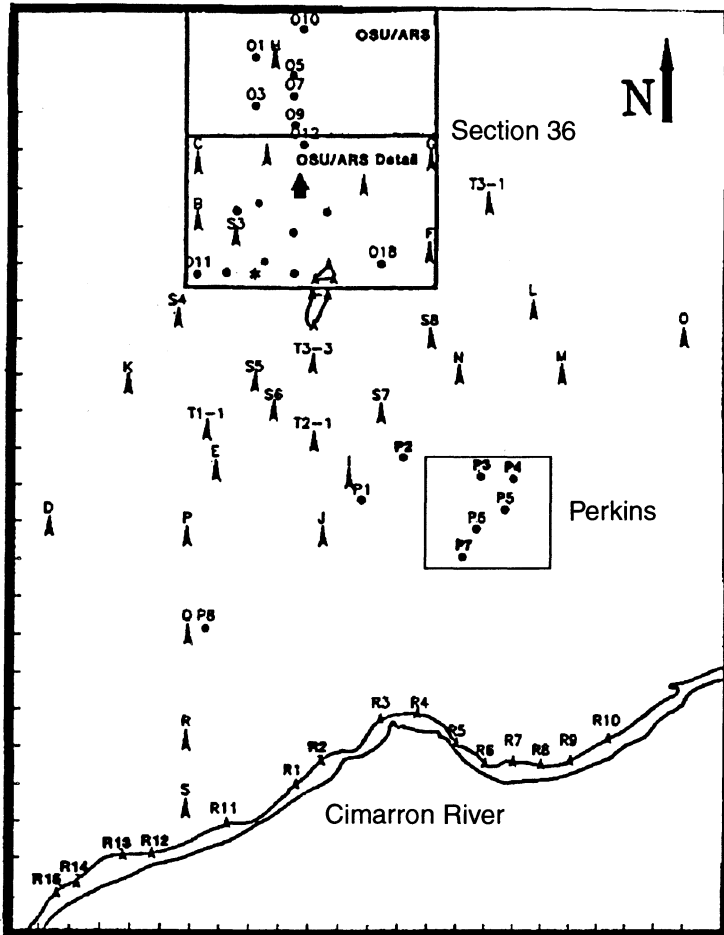 O10
OSU/ARS
O1 H
O5
O7
O3
O9
O12
N
Section 36
C
OSU/ARS Detail
G
T3-1
B
S3
F
O11
O18
S4
L
S8
O
T3-3
K
S5
N
M
S6
S7
T1-1
T2-1
E
P2
I
P3
P4
P1
P5
D
P
J
P6
Perkins
P7
Q
P8
R
R3
R4
R5
R10
R2
R6
R7
R8
R9
R1
S
R11
Cimarron River
R13
R12
R14
R15